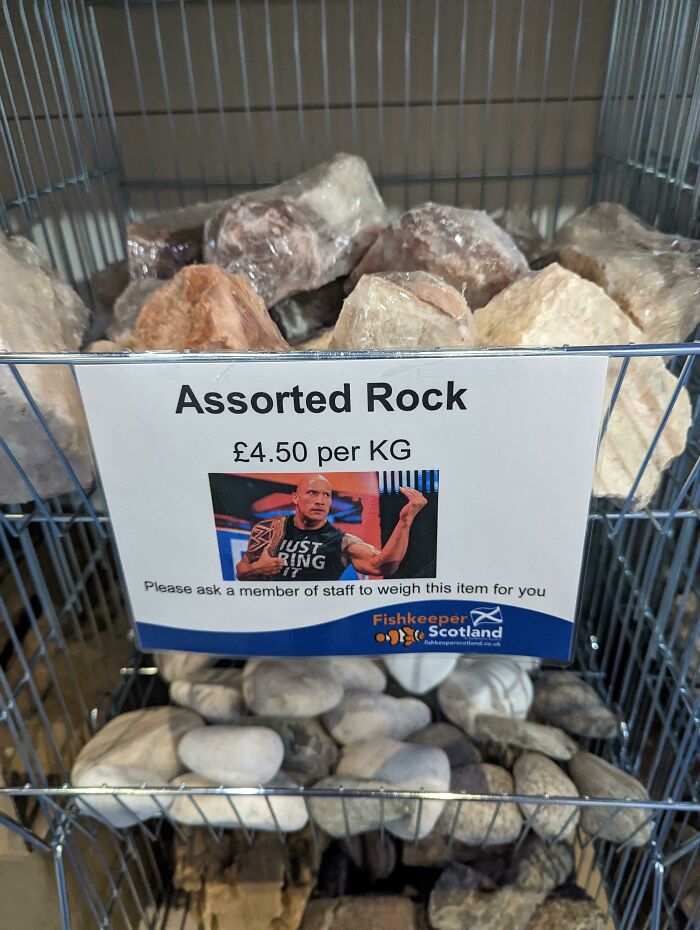 Assorted Rock
£4.50 per KG
JUST
BRING
IT
Please ask a member of staff to weigh this item for you
Fishkeeper
Scotland
fishkeeperscotland.co.uk